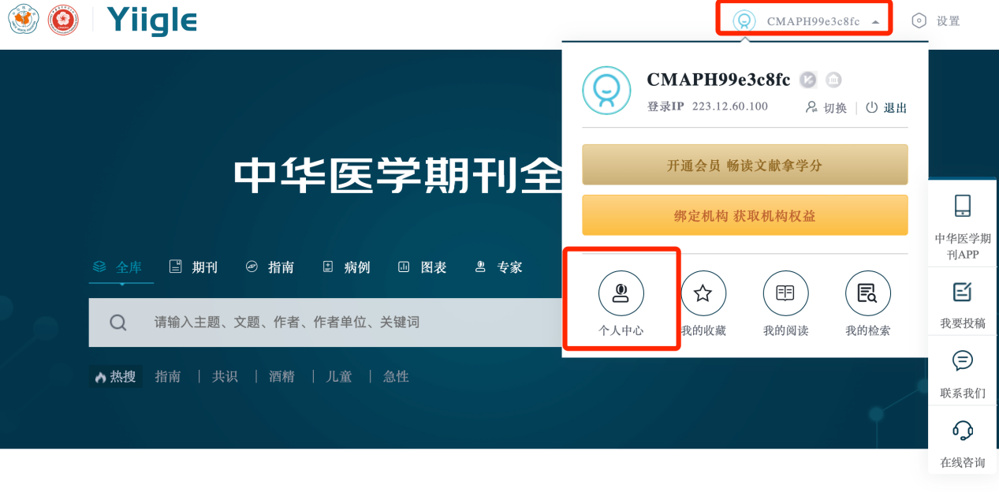 Yiigle
CMAPH99e3c8fc
设置
CMAPH99e3c8fc
登录IP 223.12.60.100
切换
退出
开通会员 畅读文献拿学分
绑定机构 获取机构权益
个人中心
我的收藏
我的阅读
我的检索
中华医学期刊全
全库 期刊 指南 病例 图表 专家
请输入主题、文题、作者、作者单位、关键词
热搜 指南 | 共识 | 酒精 | 儿童 | 急性
中华医学期
刊APP
我要投稿
联系我们
在线咨询